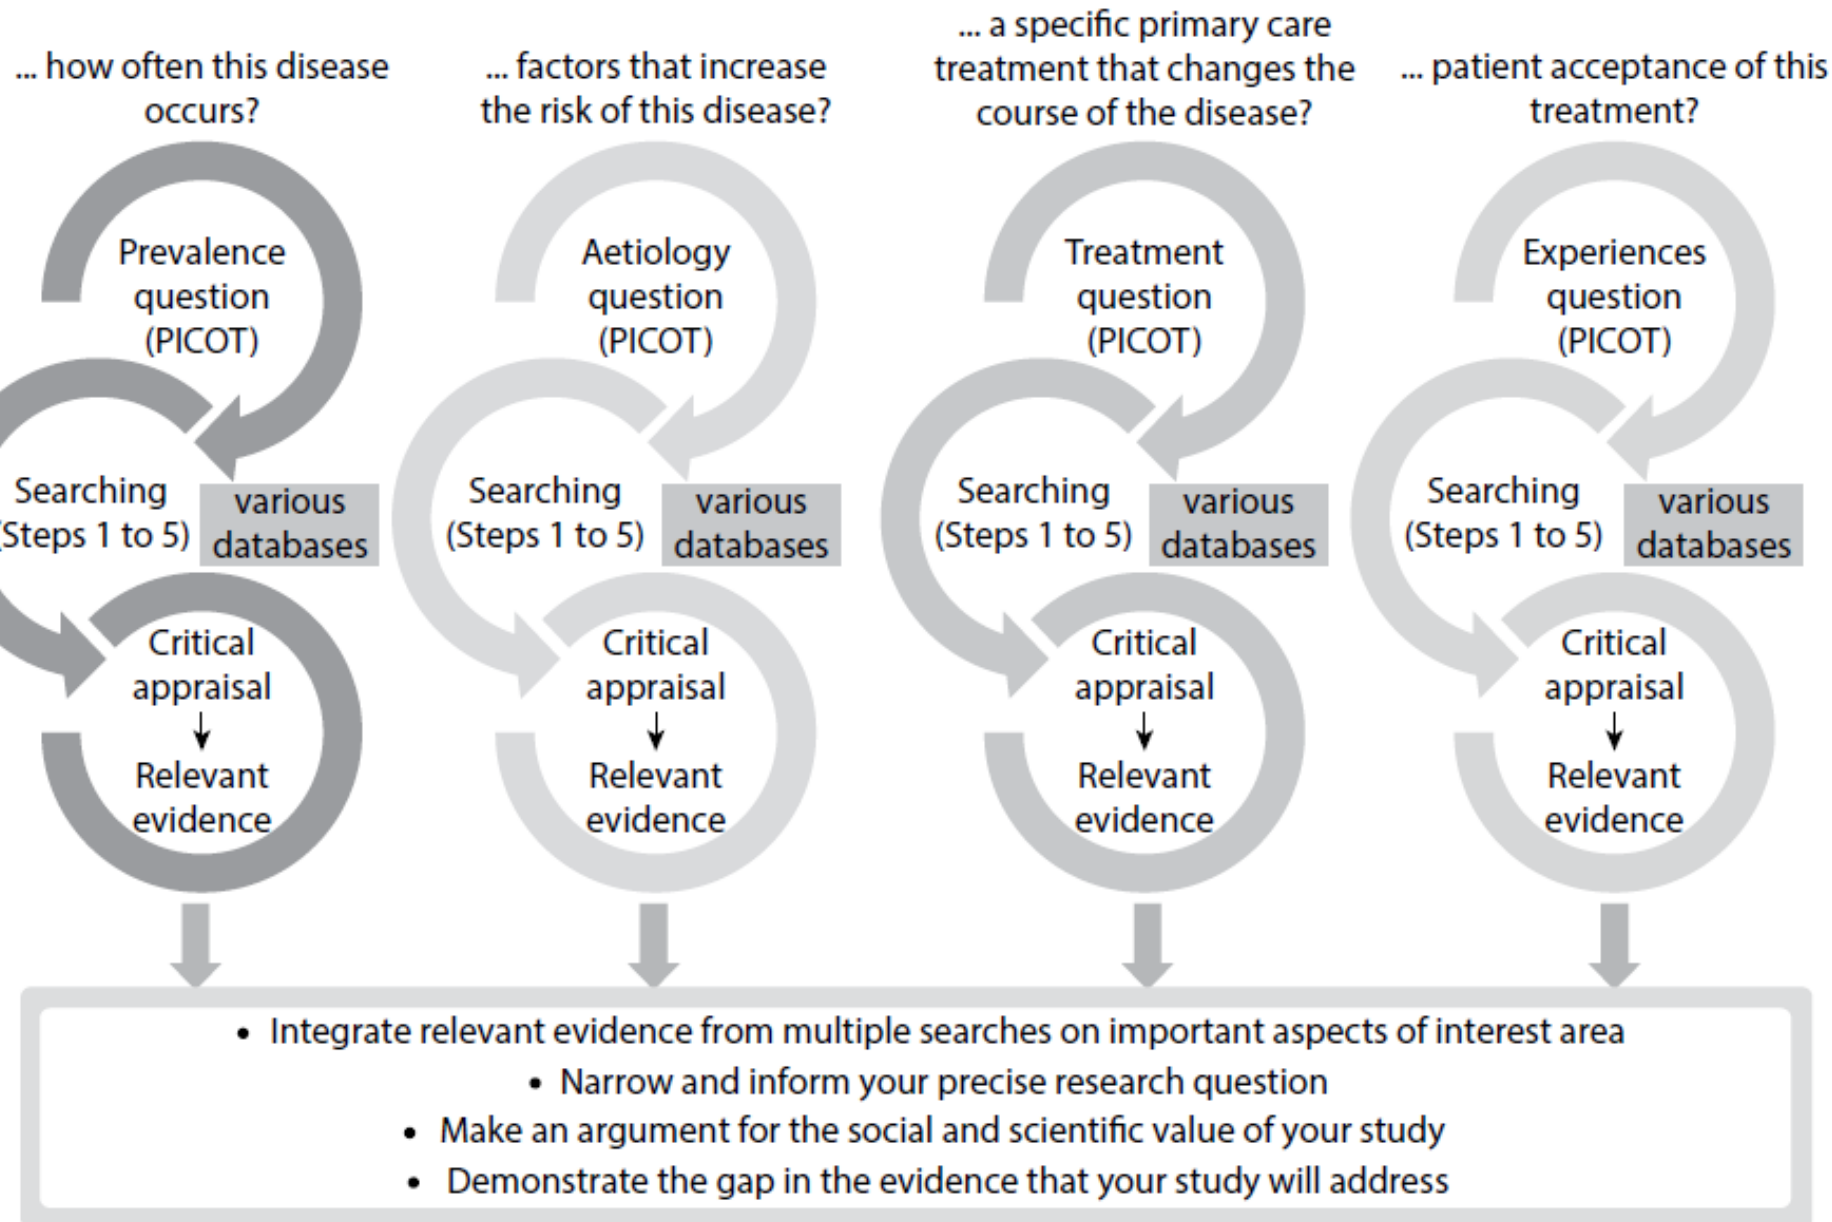 ... how often this disease
occurs?
... factors that increase
the risk of this disease?
... a specific primary care
treatment that changes the
course of the disease?
... patient acceptance of this
treatment?
Prevalence
question
(PICOT)
Aetiology
question
(PICOT)
Treatment
question
(PICOT)
Experiences
question
(PICOT)
Searching
(Steps 1 to 5)
various
databases
Searching
(Steps 1 to 5)
various
databases
Searching
(Steps 1 to 5)
various
databases
Searching
(Steps 1 to 5)
various
databases
Critical
appraisal
Relevant
evidence
Critical
appraisal
Relevant
evidence
Critical
appraisal
Relevant
evidence
Critical
appraisal
Relevant
evidence
• Integrate relevant evidence from multiple searches on important aspects of interest area
• Narrow and inform your precise research question
• Make an argument for the social and scientific value of your study
• Demonstrate the gap in the evidence that your study will address